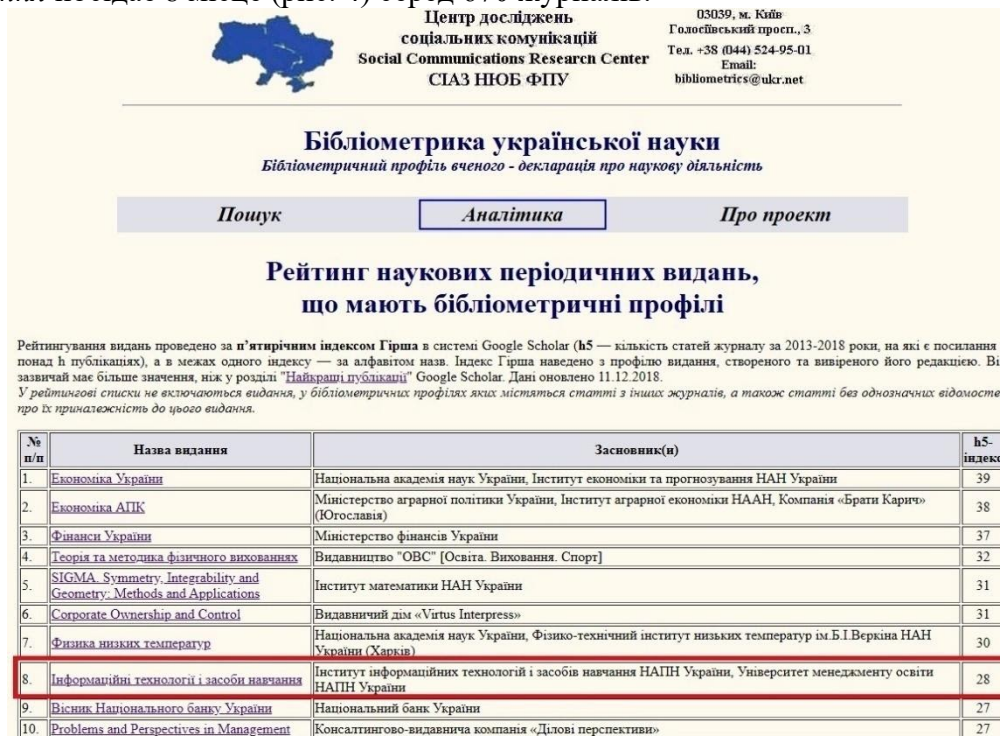 посідає 8 місце (рис. 4) серед 670 журналів.
Центр досліджень
соціальних комунікацій
Social Communications Research Center
СІАЗ НЮБ ФПУ
03039, м. Київ
Голосіївський просп., 3
Тел. +38 (044) 524-95-01
Email:
bibliometrics@ukr.net
Бібліометрика української науки
Бібліометричний профіль вченого - декларація про наукову діяльність
Пошук Аналітика Про проект
Рейтинг наукових періодичних видань,
що мають бібліометричні профілі
Рейтингування видань проведено за п'ятирічним індексом Гірша в системі Google Scholar (h5 — кількість статей журналу за 2013-2018 роки, на які є посилання
понад h публікаціях), а в межах одного індексу — за алфавітом назв. Індекс Гірша наведено з профілю видання, створеного та вивіреного його редакцією. Ві
зазвичай має більше значення, ніж у розділі "Найкращі публікації" Google Scholar. Дані оновлено 11.12.2018.
У рейтингові списки не включаються видання, у бібліометричних профілях яких містяться статті з інших журналів, а також статті без однозначних відомосте
про їх приналежність до цього видання.
№ п/п Назва видання Засновник(и) h5-індекс
1. Економіка України Національна академія наук України, Інститут економіки та прогнозування НАН України 39
2. Економіка АПК Міністерство аграрної політики України, Інститут аграрної економіки НААН, Компанія «Брати Карич»
(Югославія) 38
3. Фінанси України Міністерство фінансів України 37
4. Теорія та методика фізичного вихованнях Видавництво "ОВС" [Освіта. Виховання. Спорт] 32
5. SIGMA. Symmetry, Integrability and
Geometry: Methods and Applications Інститут математики НАН України 31
6. Corporate Ownership and Control Видавничий дім «Virtus Interpress» 31
7. Физика низких температур Національна академія наук України, Фізико-технічний інститут низьких температур ім.Б.І.Вєркіна НАН
України (Харків) 30
8. Інформаційні технології і засоби навчання Інститут інформаційних технологій і засобів навчання НАПН України, Університет менеджменту освіти
НАПН України 28
9. Вісник Національного банку України Національний банк України 27
10. Problems and Perspectives in Management Консалтингово-видавнича компанія «Ділові перспективи» 27